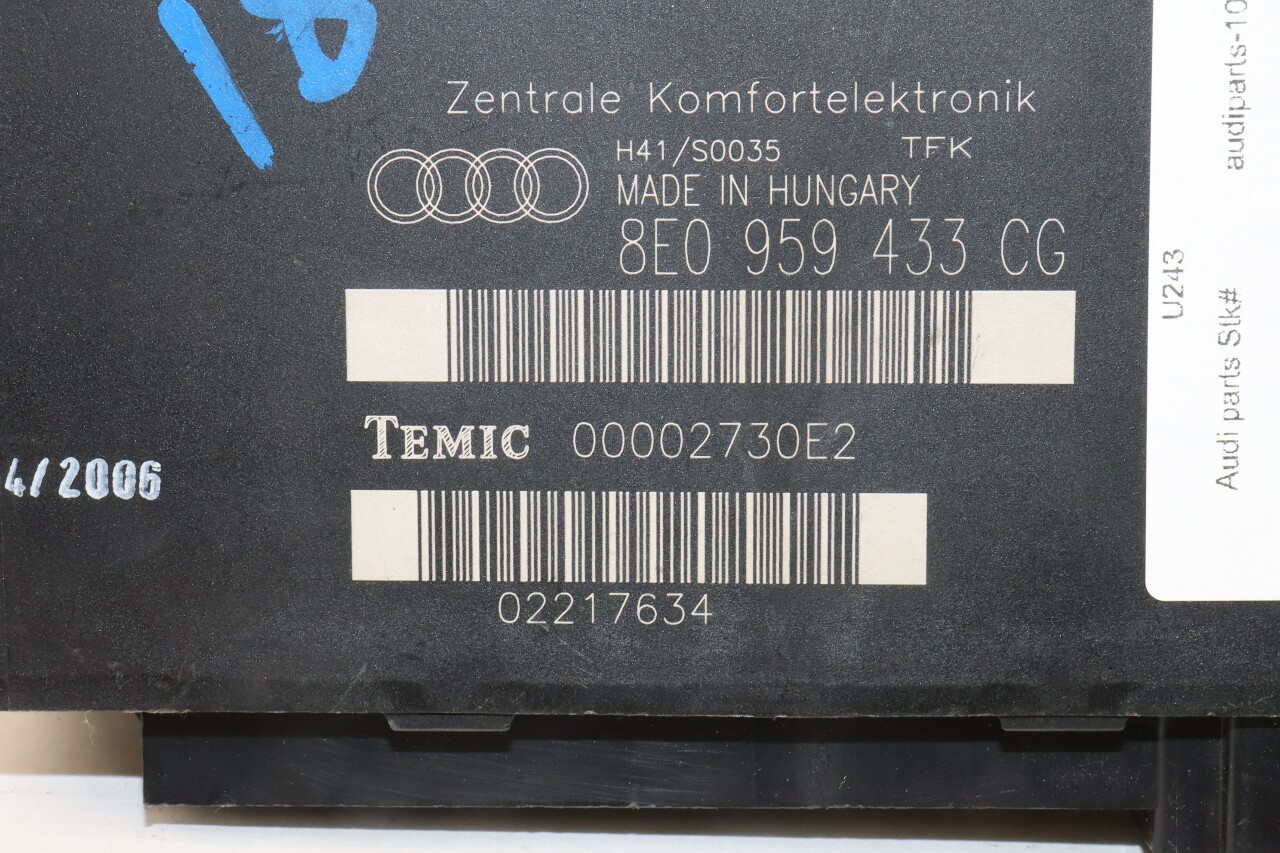 18
Zentrale Komfortelektronik
H41/S0035 TFK
MADE IN HUNGARY
8E0 959 433 CG
TEMIC 00002730E2
4/2006
02217634
U243
Audi parts Stk#
audiparts-10